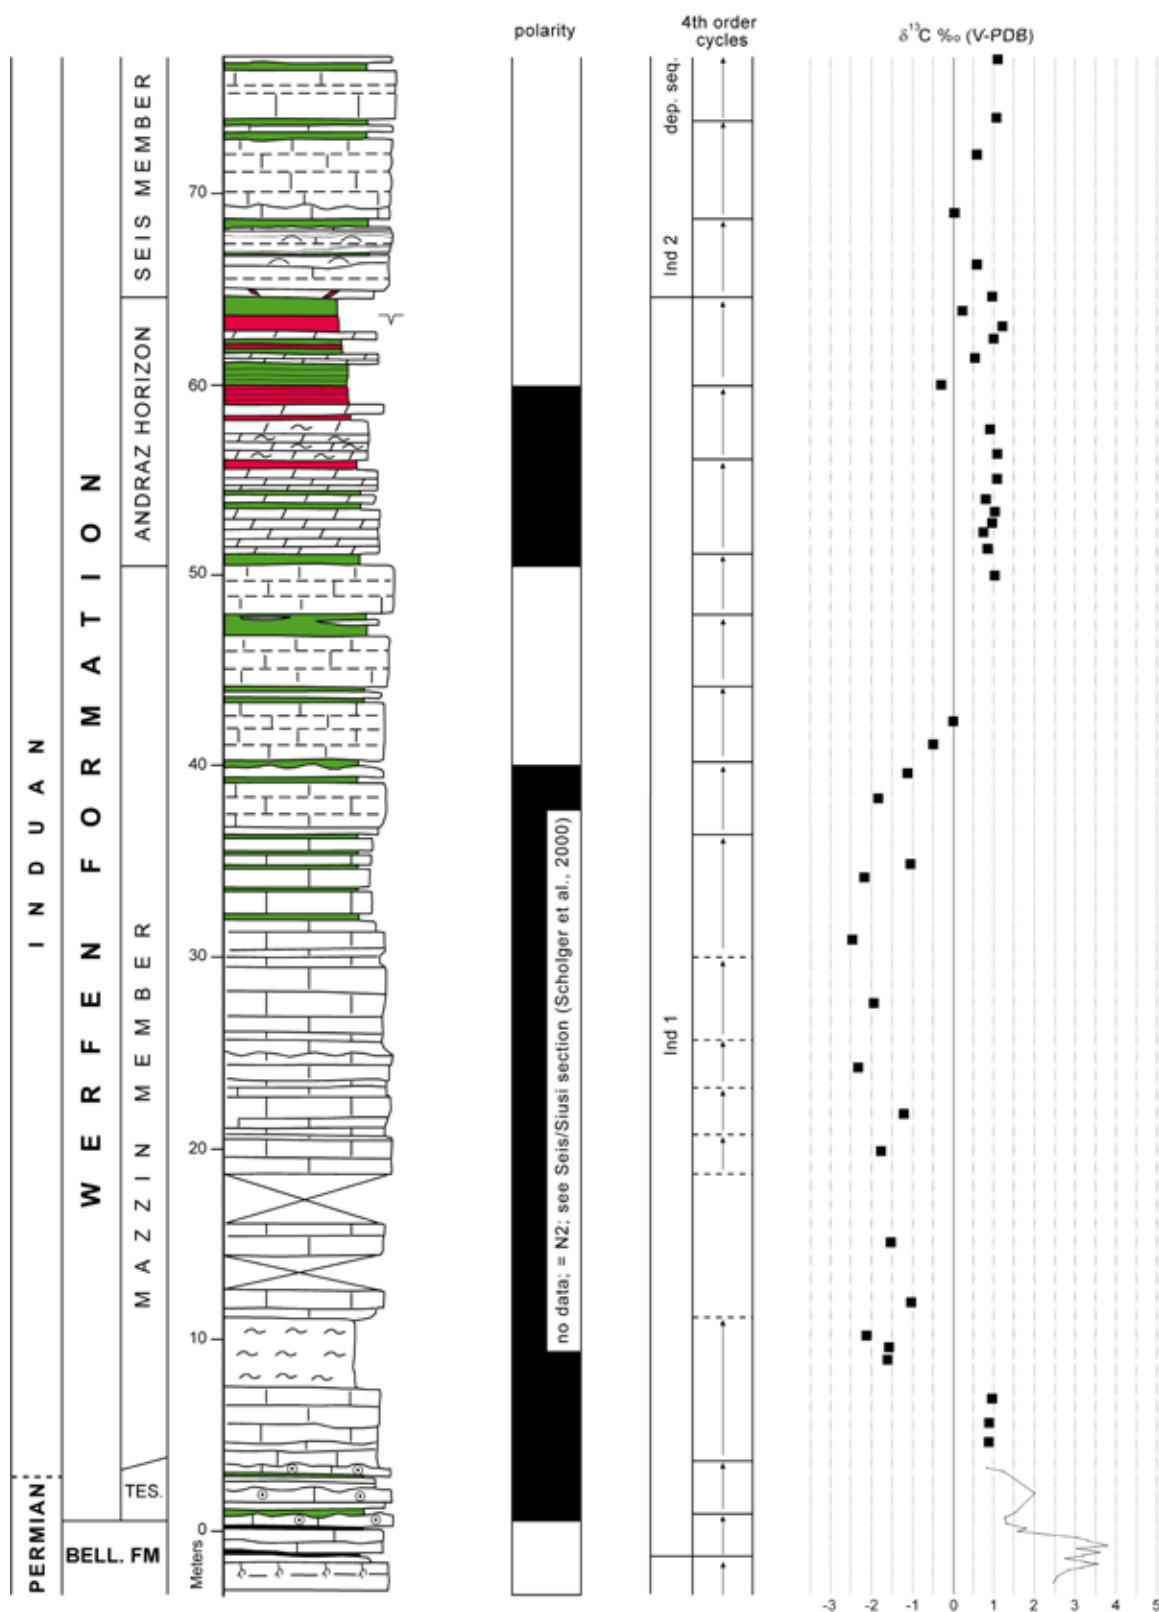 polarity
4th order
cycles
δ¹³C ‰ (V-PDB)
INDUAN
PERMIAN
WERFEN FORMATION
BELL. FM
SEIS MEMBER
ANDRAZ HORIZON
MAZZIN MEMBER
TES.
70
60
50
40
30
20
10
0
Meters
no data; = N2; see Seis/Siusi section (Scholger et al., 2000)
dep. seq.
Ind 2
Ind 1
-3 -2 -1 0 1 2 3 4 5